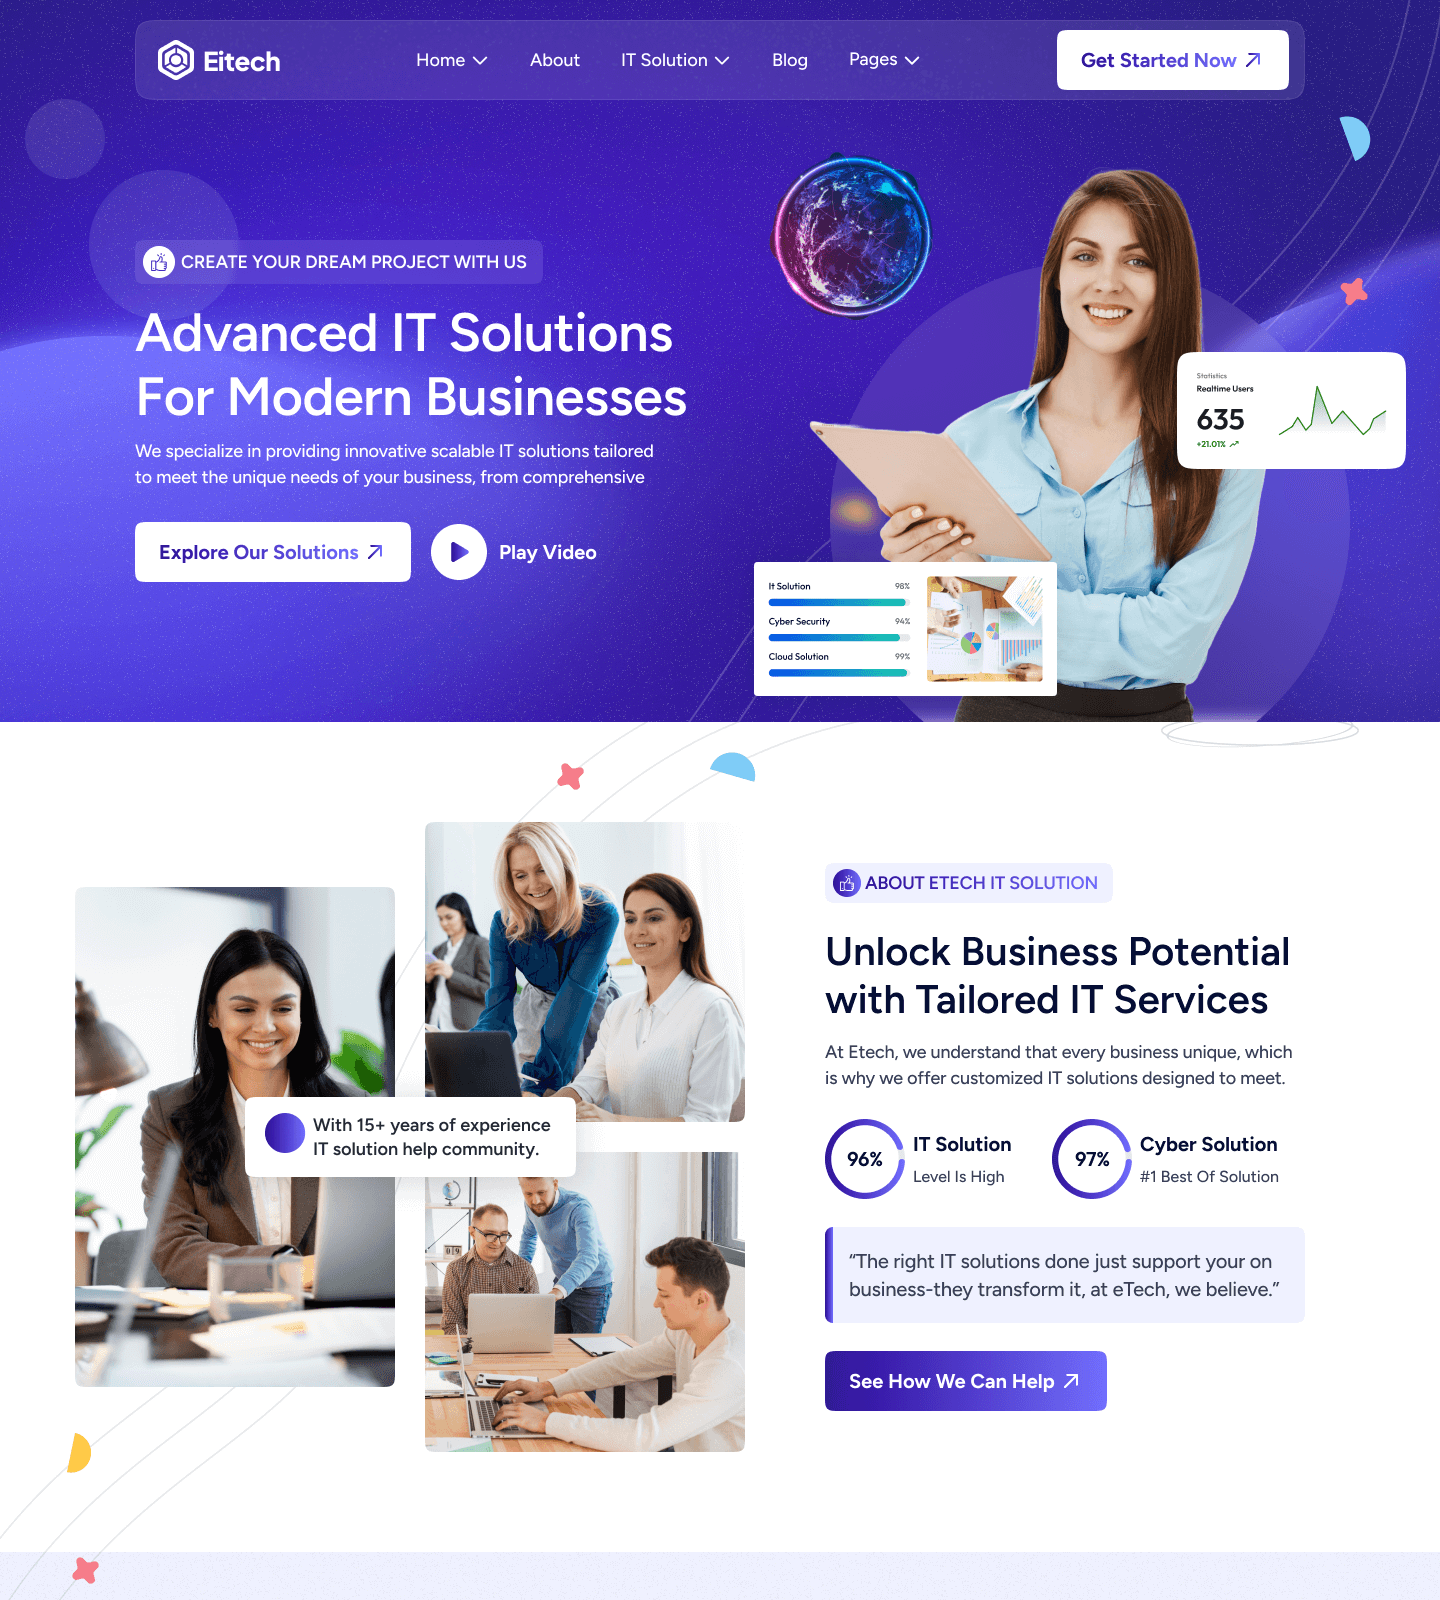 Eitech
Home
About
IT Solution
Blog
Pages
Get Started Now
CREATE YOUR DREAM PROJECT WITH US
Advanced IT Solutions
For Modern Businesses
We specialize in providing innovative scalable IT solutions tailored
to meet the unique needs of your business, from comprehensive
Explore Our Solutions
Play Video
Statistics
Realtime Users
635
+21.01%
It Solution 98%
Cyber Security 94%
Cloud Solution 99%
With 15+ years of experience
IT solution help community.
ABOUT ETECH IT SOLUTION
Unlock Business Potential
with Tailored IT Services
At Etech, we understand that every business unique, which
is why we offer customized IT solutions designed to meet.
96%
IT Solution
Level Is High
97%
Cyber Solution
#1 Best Of Solution
“The right IT solutions done just support your on
business-they transform it, at eTech, we believe.”
See How We Can Help